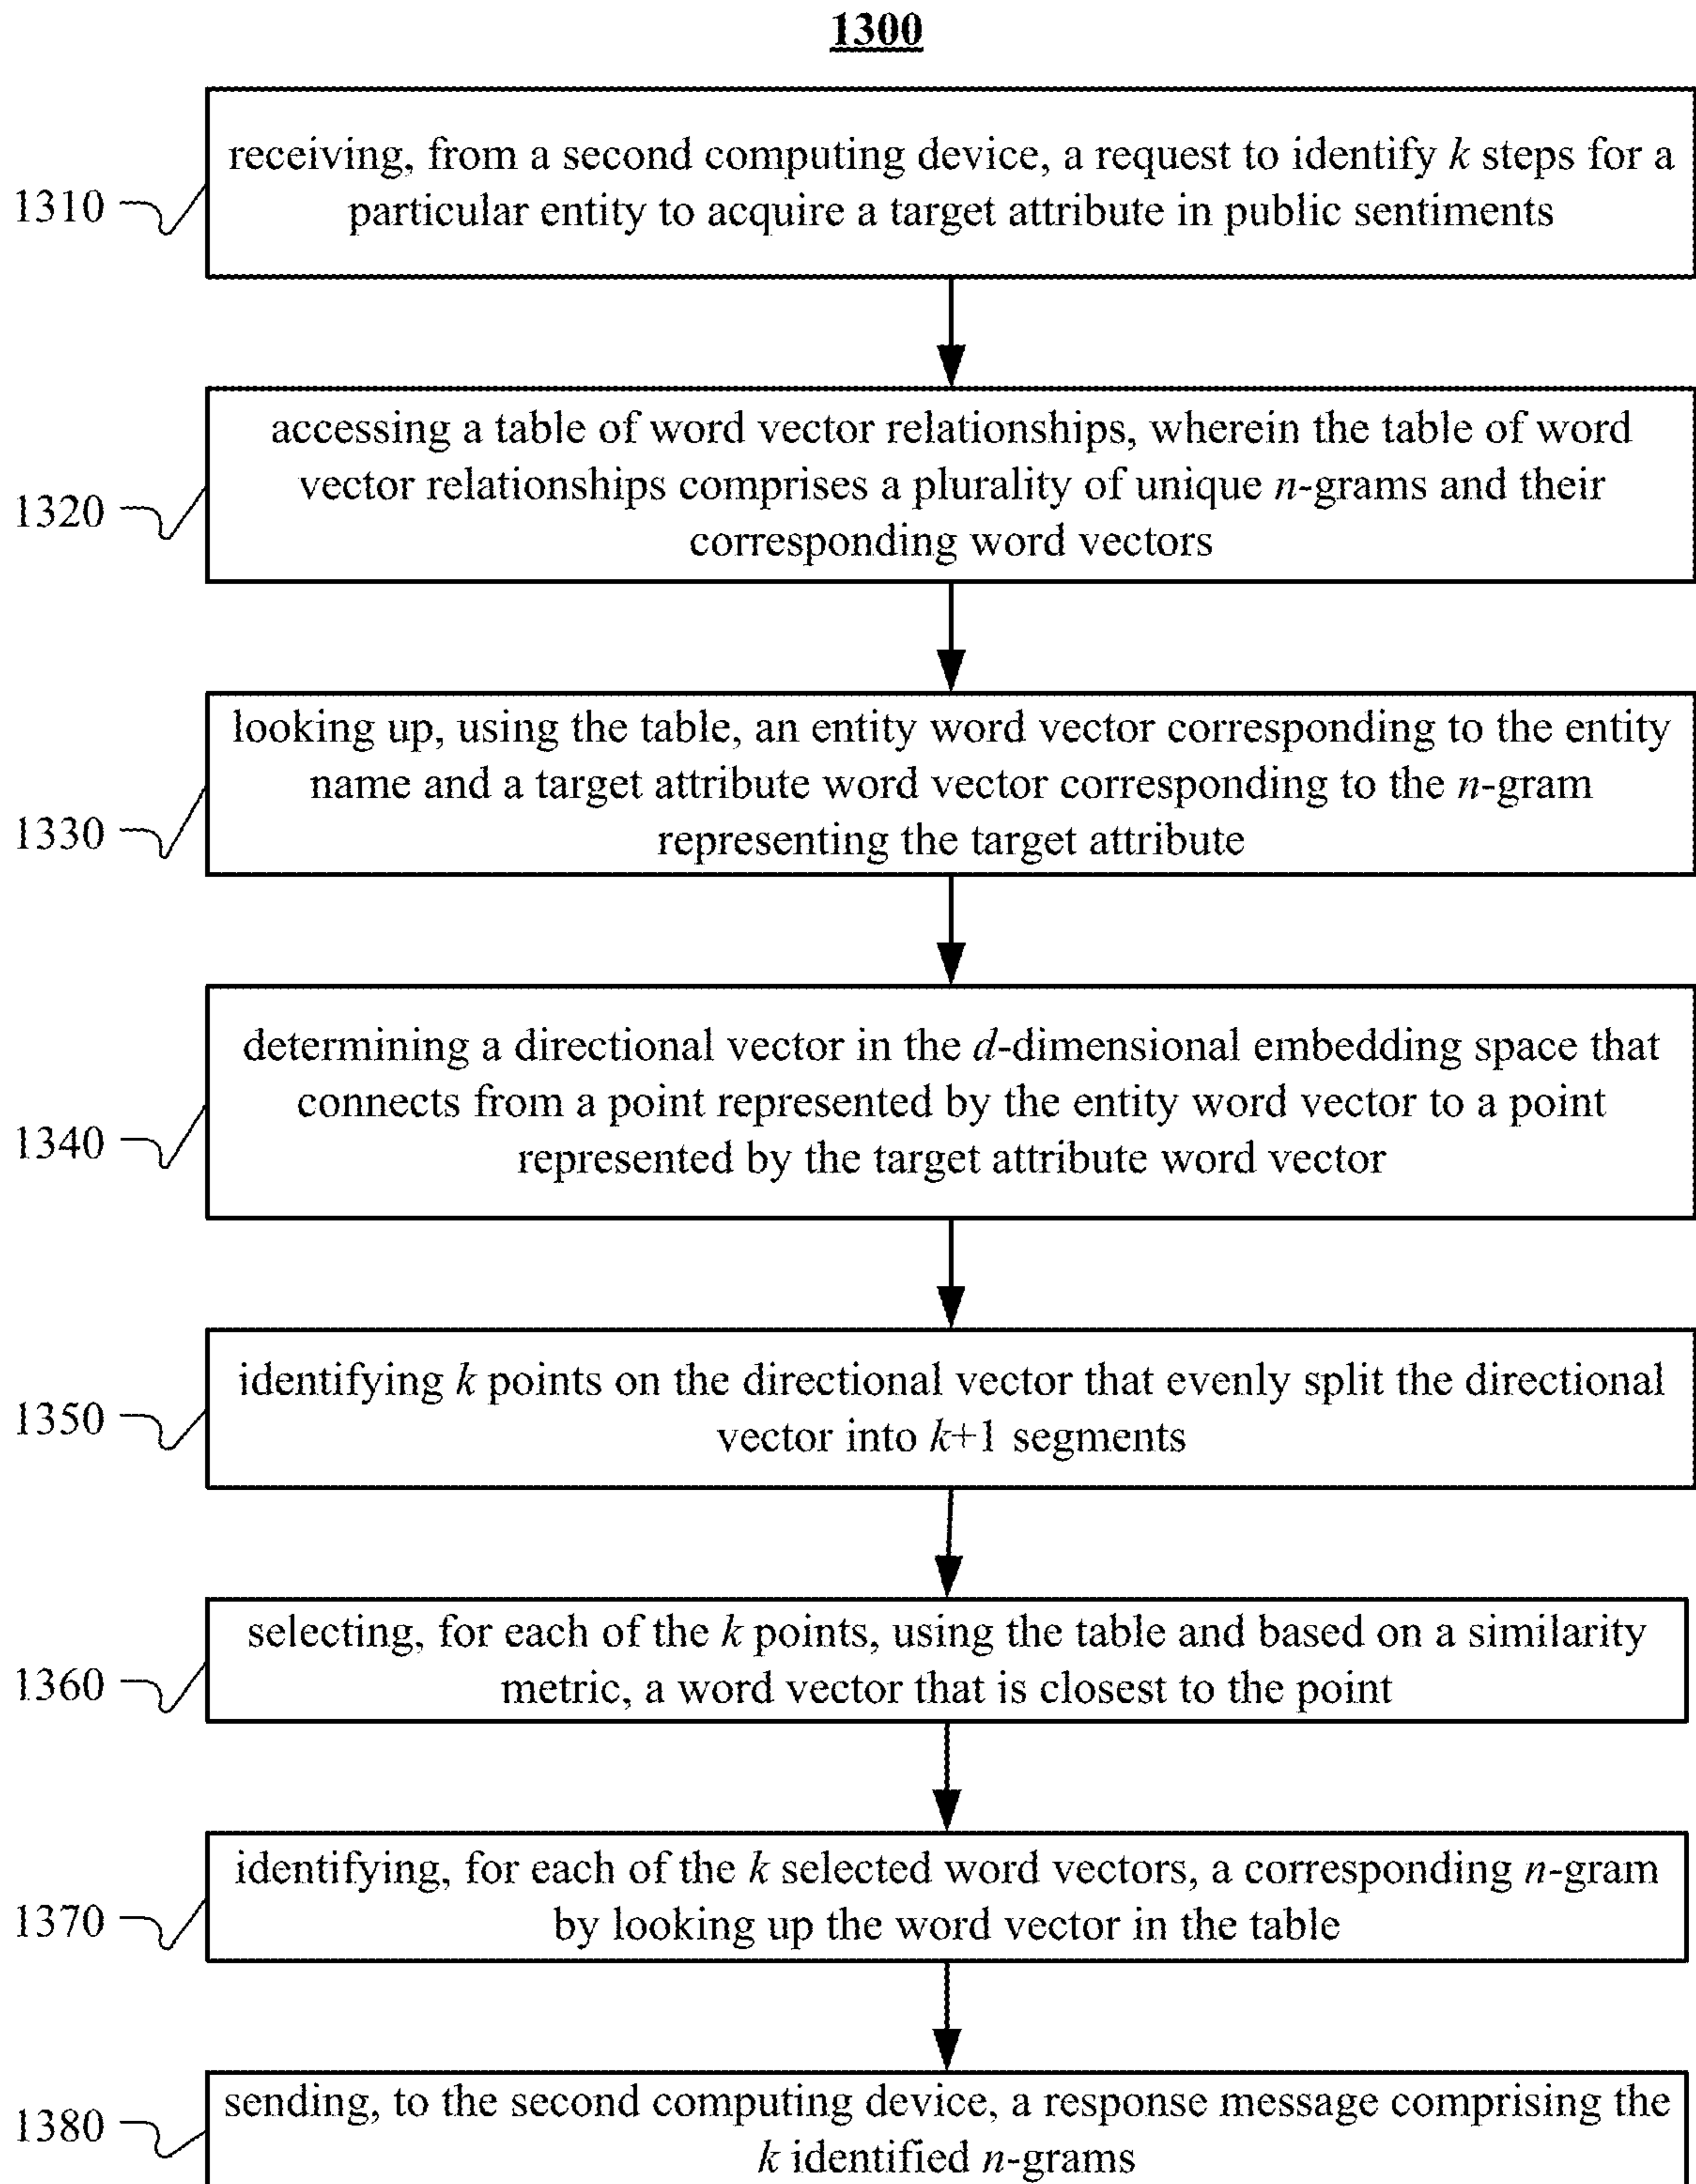 1300
1310
receiving, from a second computing device, a request to identify k steps for a
particular entity to acquire a target attribute in public sentiments
1320
accessing a table of word vector relationships, wherein the table of word
vector relationships comprises a plurality of unique n-grams and their
corresponding word vectors
1330
looking up, using the table, an entity word vector corresponding to the entity
name and a target attribute word vector corresponding to the n-gram
representing the target attribute
1340
determining a directional vector in the d-dimensional embedding space that
connects from a point represented by the entity word vector to a point
represented by the target attribute word vector
1350
identifying k points on the directional vector that evenly split the directional
vector into k+1 segments
1360
selecting, for each of the k points, using the table and based on a similarity
metric, a word vector that is closest to the point
1370
identifying, for each of the k selected word vectors, a corresponding n-gram
by looking up the word vector in the table
1380
sending, to the second computing device, a response message comprising the
k identified n-grams